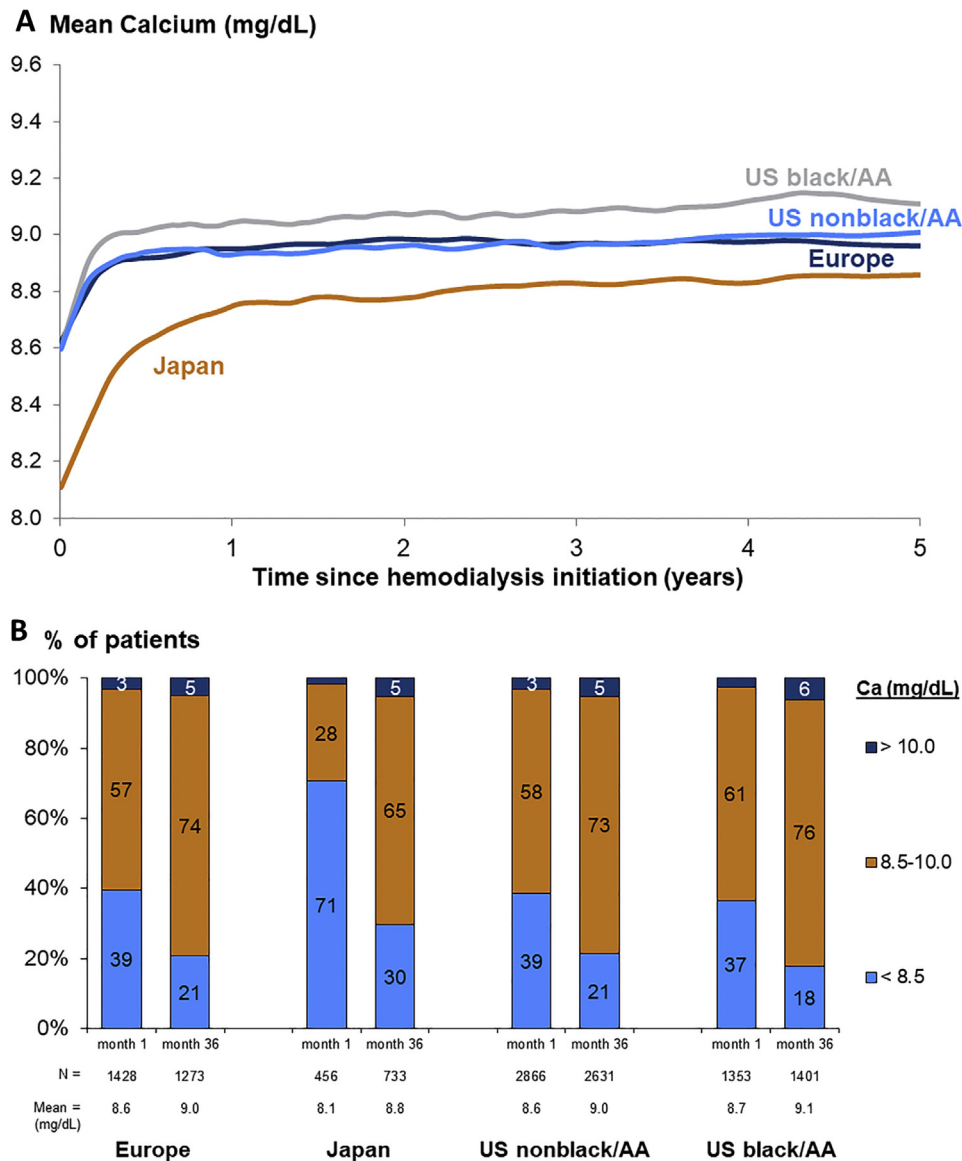 A Mean Calcium (mg/dL)
9.6
9.4
9.2
9.0
8.8
8.6
8.4
8.2
8.0
US black/AA
US nonblack/AA
Europe
Japan
0 1 2 3 4 5
Time since hemodialysis initiation (years)
B % of patients
100%
80%
60%
40%
20%
0%
3 5 5 3 5 6
57 74 28 65 58 73 61 76
39 21 71 30 39 21 37 18
Ca (mg/dL)
> 10.0
8.5-10.0
< 8.5
month 1 month 36 month 1 month 36 month 1 month 36 month 1 month 36
N = 1428 1273 456 733 2866 2631 1353 1401
Mean = 8.6 9.0 8.1 8.8 8.6 9.0 8.7 9.1
(mg/dL)
Europe Japan US nonblack/AA US black/AA